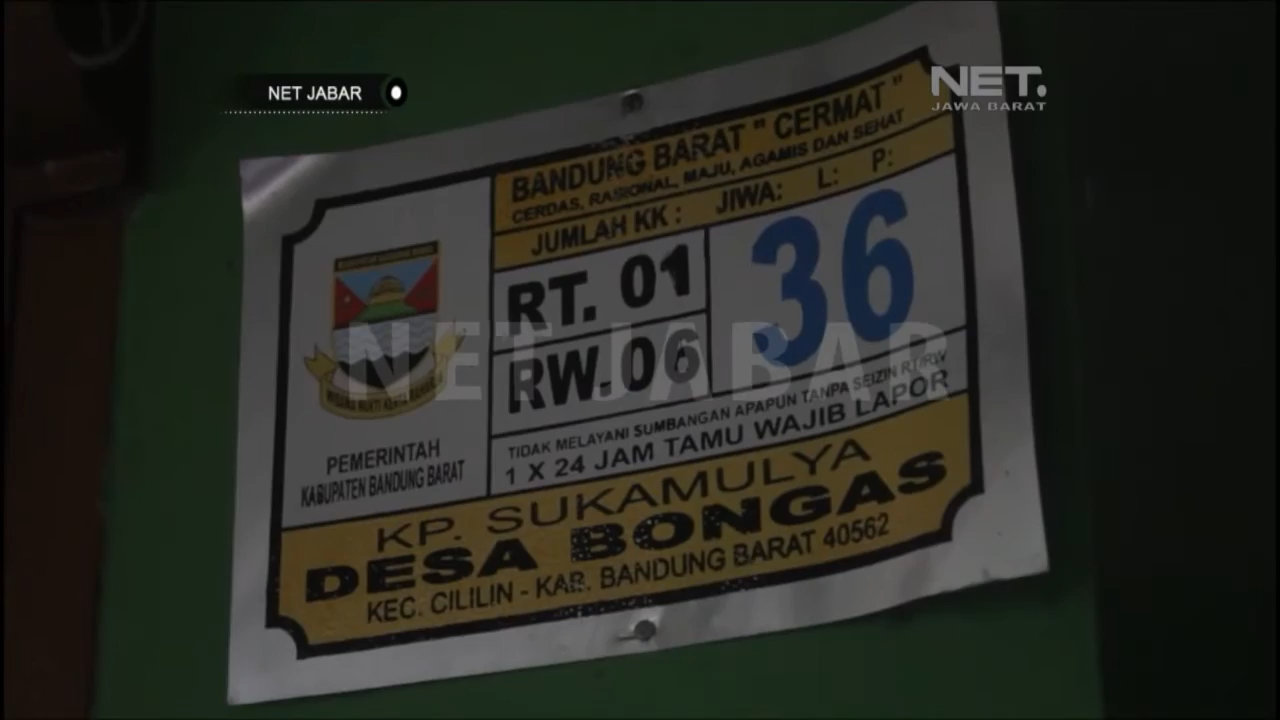 NET JABAR
NET.
JAWA BARAT
BANDUNG BARAT " CERMAT "
CERDAS, RASIONAL, MAJU, AGAMIS DAN SEHAT
JUMLAH KK : JIWA: L: P:
RT. 01
RW. 06
36
NET JABAR
PEMERINTAH
KABUPATEN BANDUNG BARAT
TIDAK MELAYANI SUMBANGAN APAPUN TANPA SEIZIN RT/RW
1 X 24 JAM TAMU WAJIB LAPOR
KP. SUKAMULYA
DESA BONGAS
KEC. CILILIN - KAB. BANDUNG BARAT 40562